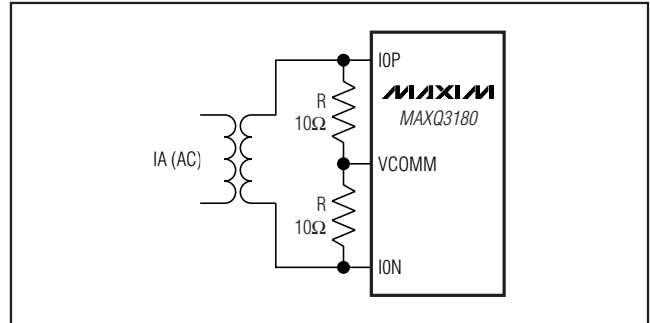 I0P
MAXIM
R
10Ω
MAXQ3180
IA (AC)
VCOMM
R
10Ω
I0N